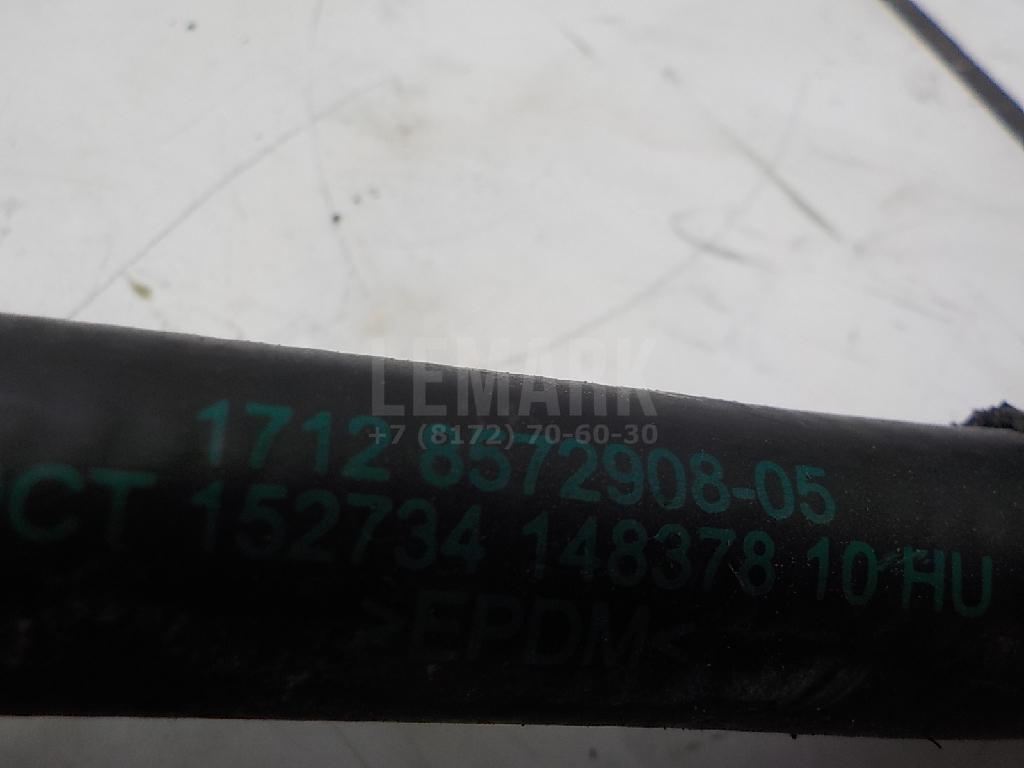 LEMARK
+7 (8172) 70-60-30
1712 8572908-05
152734 148378 10 HU
>EPDM<